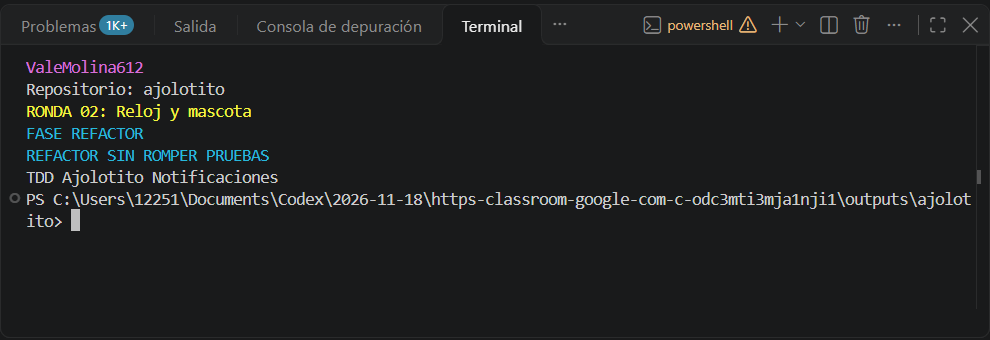 Problemas 1K+ Salida Consola de depuración Terminal ··· powershell ···
ValeMolina612
Repositorio: ajolotito
RONDA 02: Reloj y mascota
FASE REFACTOR
REFACTOR SIN ROMPER PRUEBAS
TDD Ajolotito Notificaciones
PS C:\Users\12251\Documents\Codex\2026-11-18\https-classroom-google-com-c-odc3mti3mja1nji1\outputs\ajolot
ito>